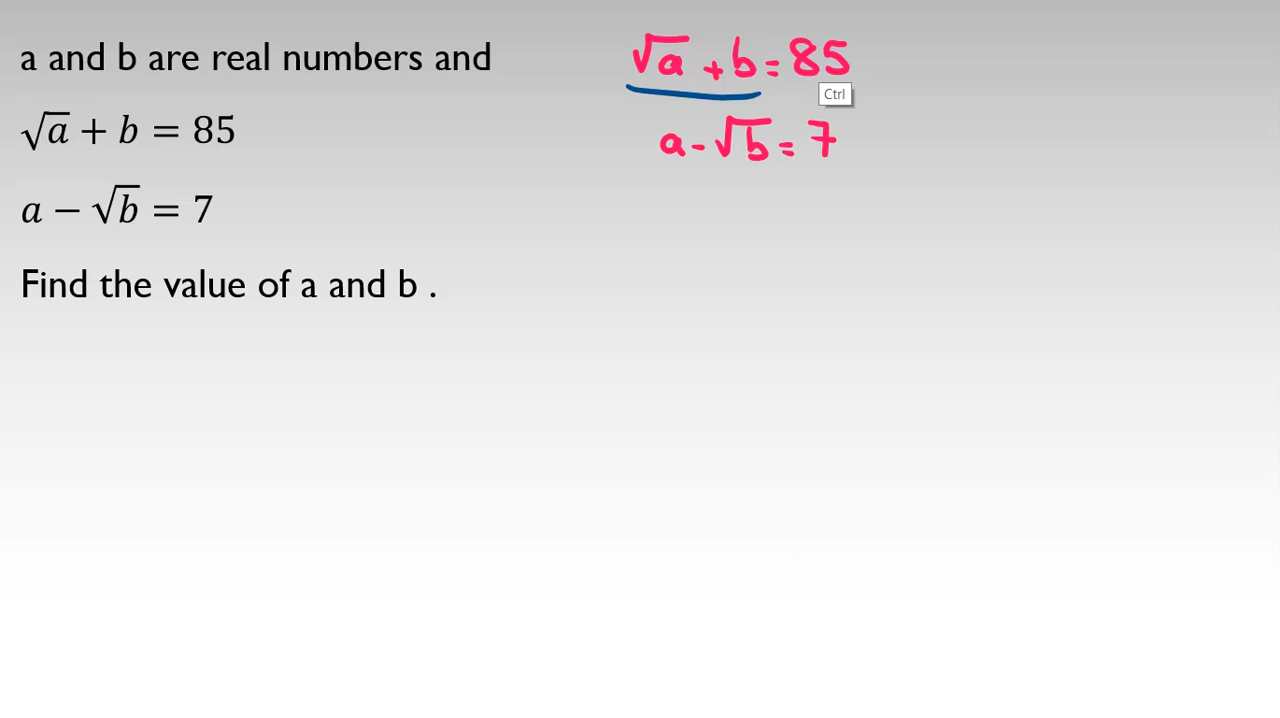 a and b are real numbers and
√a + b = 85
a − √b = 7
Find the value of a and b .
√a + b = 85
Ctrl
a - √b = 7